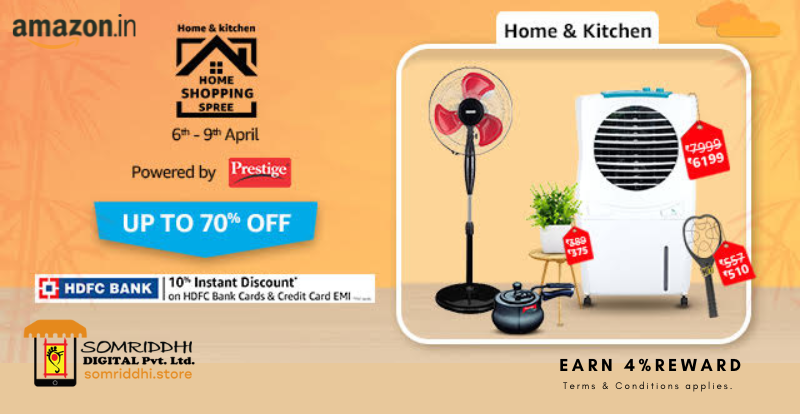 amazon.in
Home & kitchen
HOME
SHOPPING
SPREE
6th - 9th April
Powered by Prestige
UP TO 70% OFF
HDFC BANK
10% Instant Discount*
on HDFC Bank Cards & Credit Card EMI
SOMRIDDHI
DIGITAL Pvt. Ltd.
somriddhi.store
Home & Kitchen
₹7999
₹6199
₹375
₹557
₹510
EARN 4%REWARD
Terms & Conditions applies.